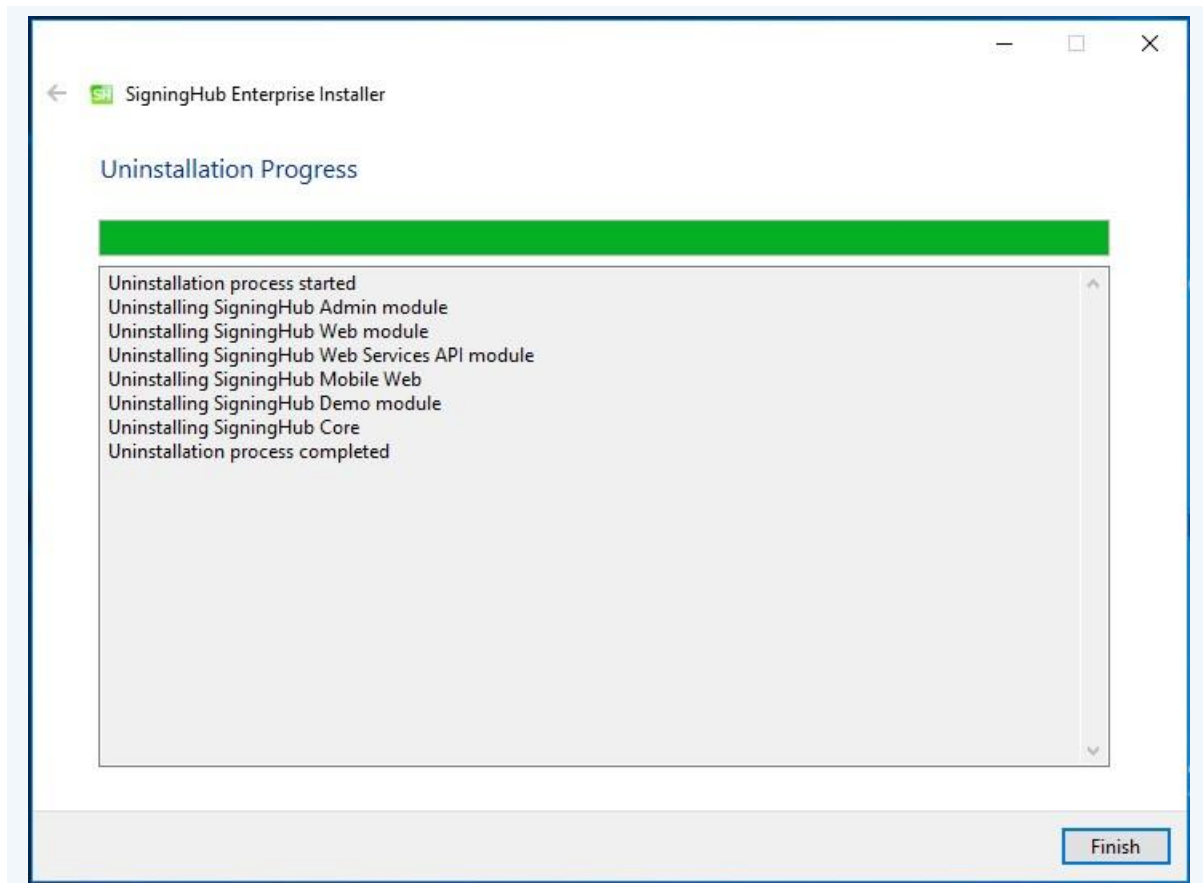 SH SigningHub Enterprise Installer
Uninstallation Progress
Uninstallation process started
Uninstalling SigningHub Admin module
Uninstalling SigningHub Web module
Uninstalling SigningHub Web Services API module
Uninstalling SigningHub Mobile Web
Uninstalling SigningHub Demo module
Uninstalling SigningHub Core
Uninstallation process completed
Finish